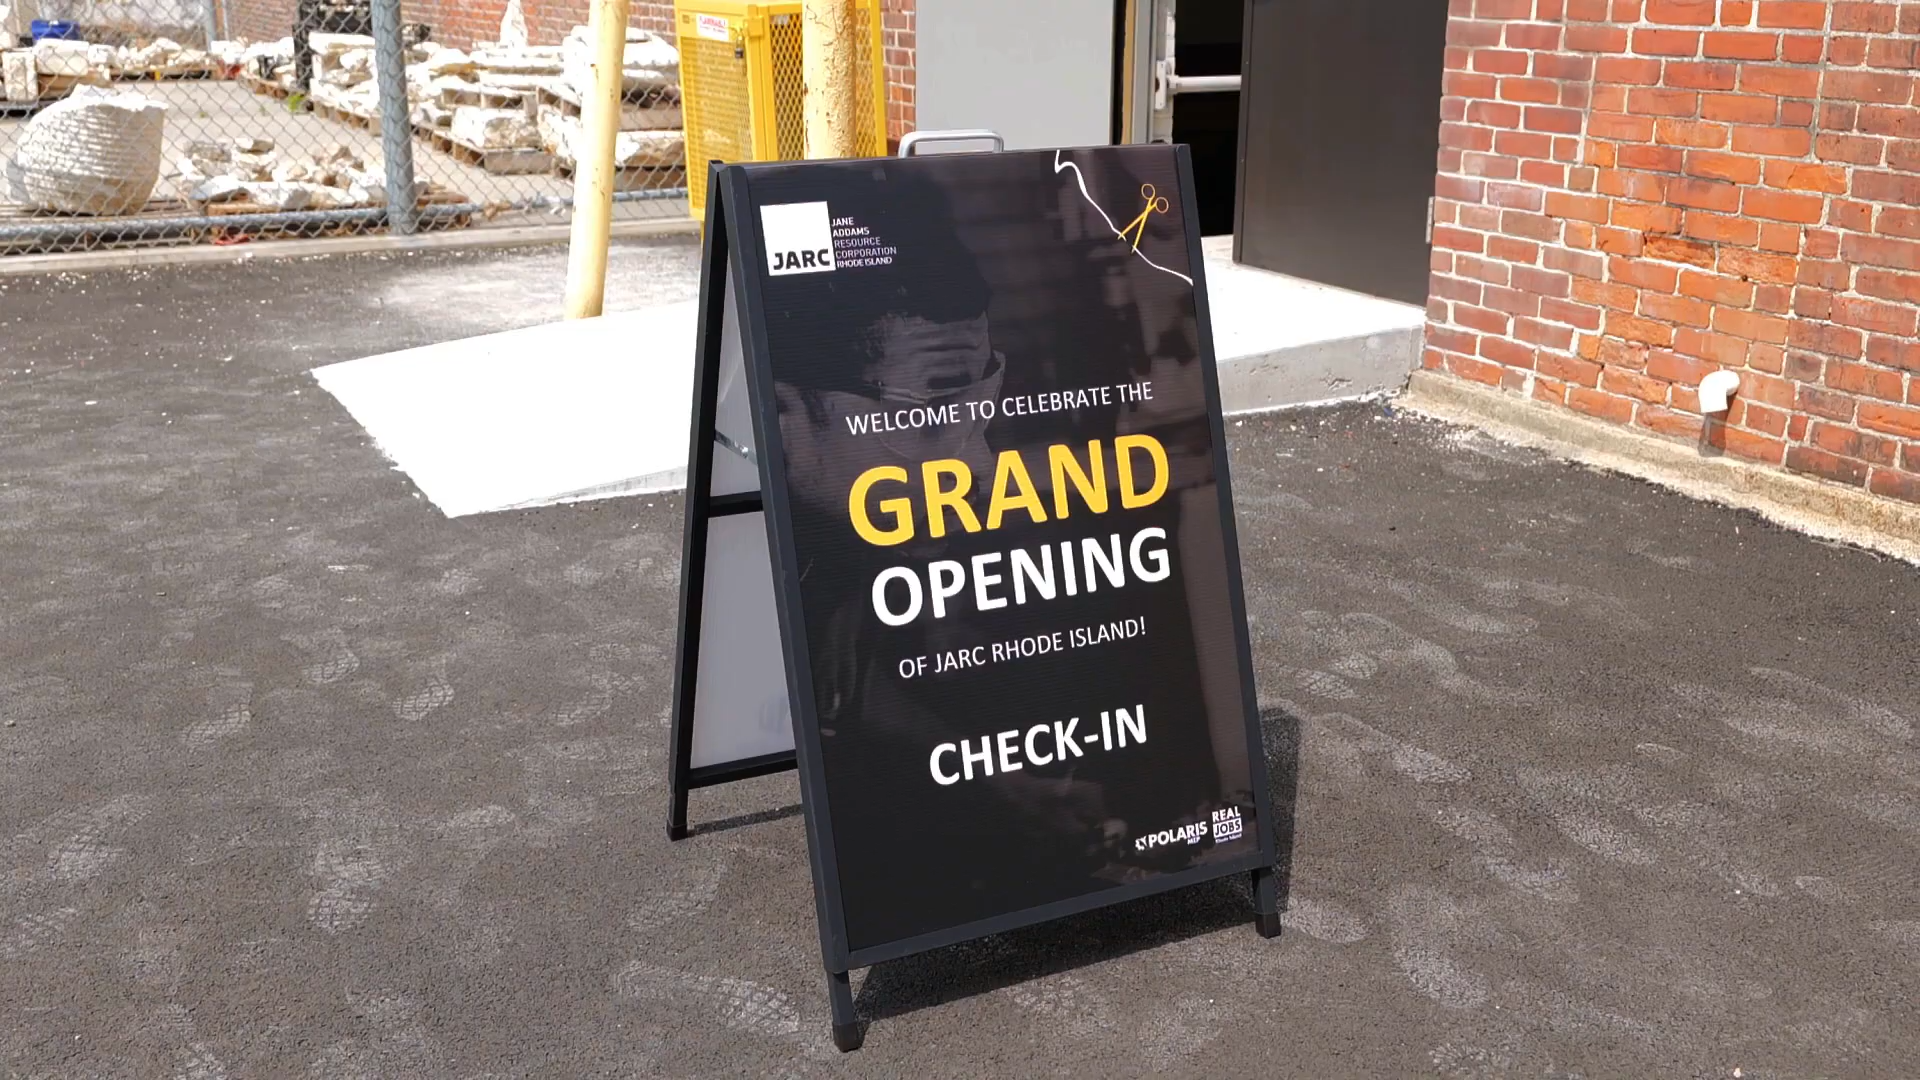 JARC
JANE
ADDAMS
RESOURCE
CORPORATION
RHODE ISLAND
WELCOME TO CELEBRATE THE
GRAND
OPENING
OF JARC RHODE ISLAND!
CHECK-IN
POLARIS
MEP
REAL
JOBS